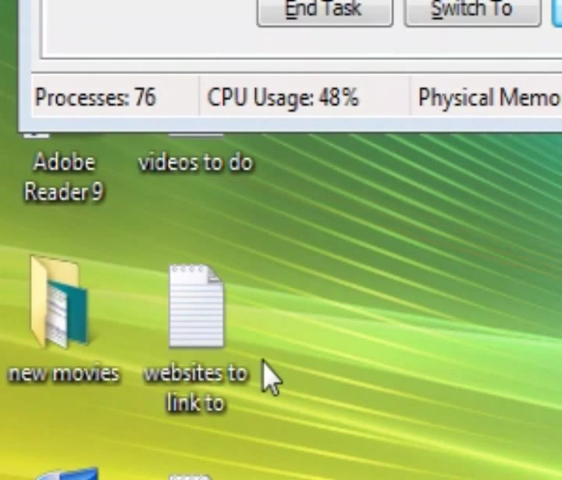 End Task
Switch To
Processes: 76
CPU Usage: 48%
Physical Memo
Adobe
Reader 9
videos to do
new movies
websites to
link to